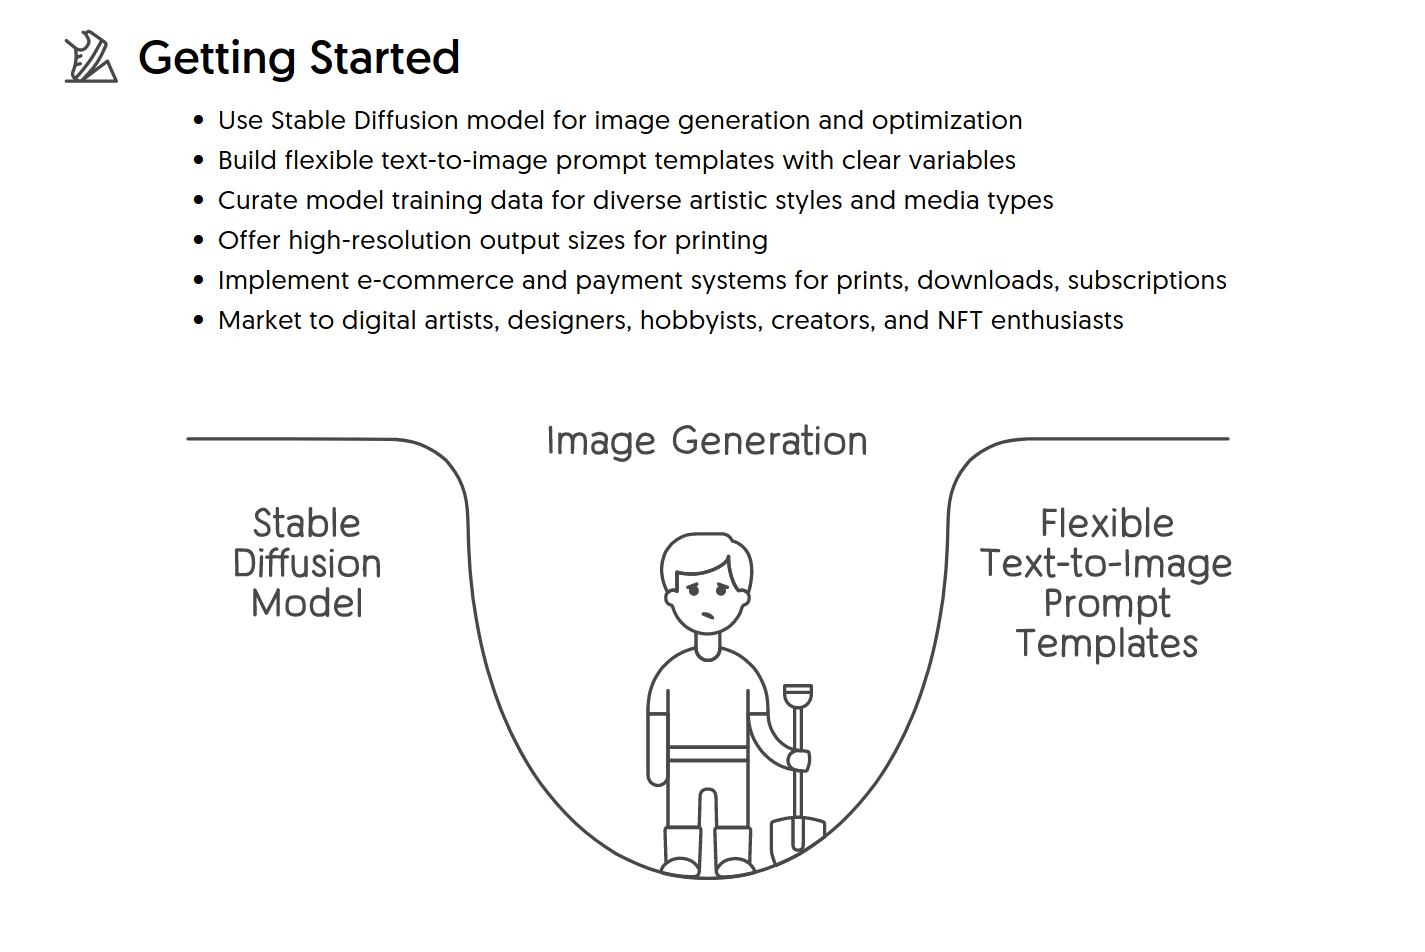 Getting Started
Use Stable Diffusion model for image generation and optimization
Build flexible text-to-image prompt templates with clear variables
Curate model training data for diverse artistic styles and media types
Offer high-resolution output sizes for printing
Implement e-commerce and payment systems for prints, downloads, subscriptions
Market to digital artists, designers, hobbyists, creators, and NFT enthusiasts
Image Generation
Stable
Diffusion
Model
Flexible
Text-to-Image
Prompt
Templates